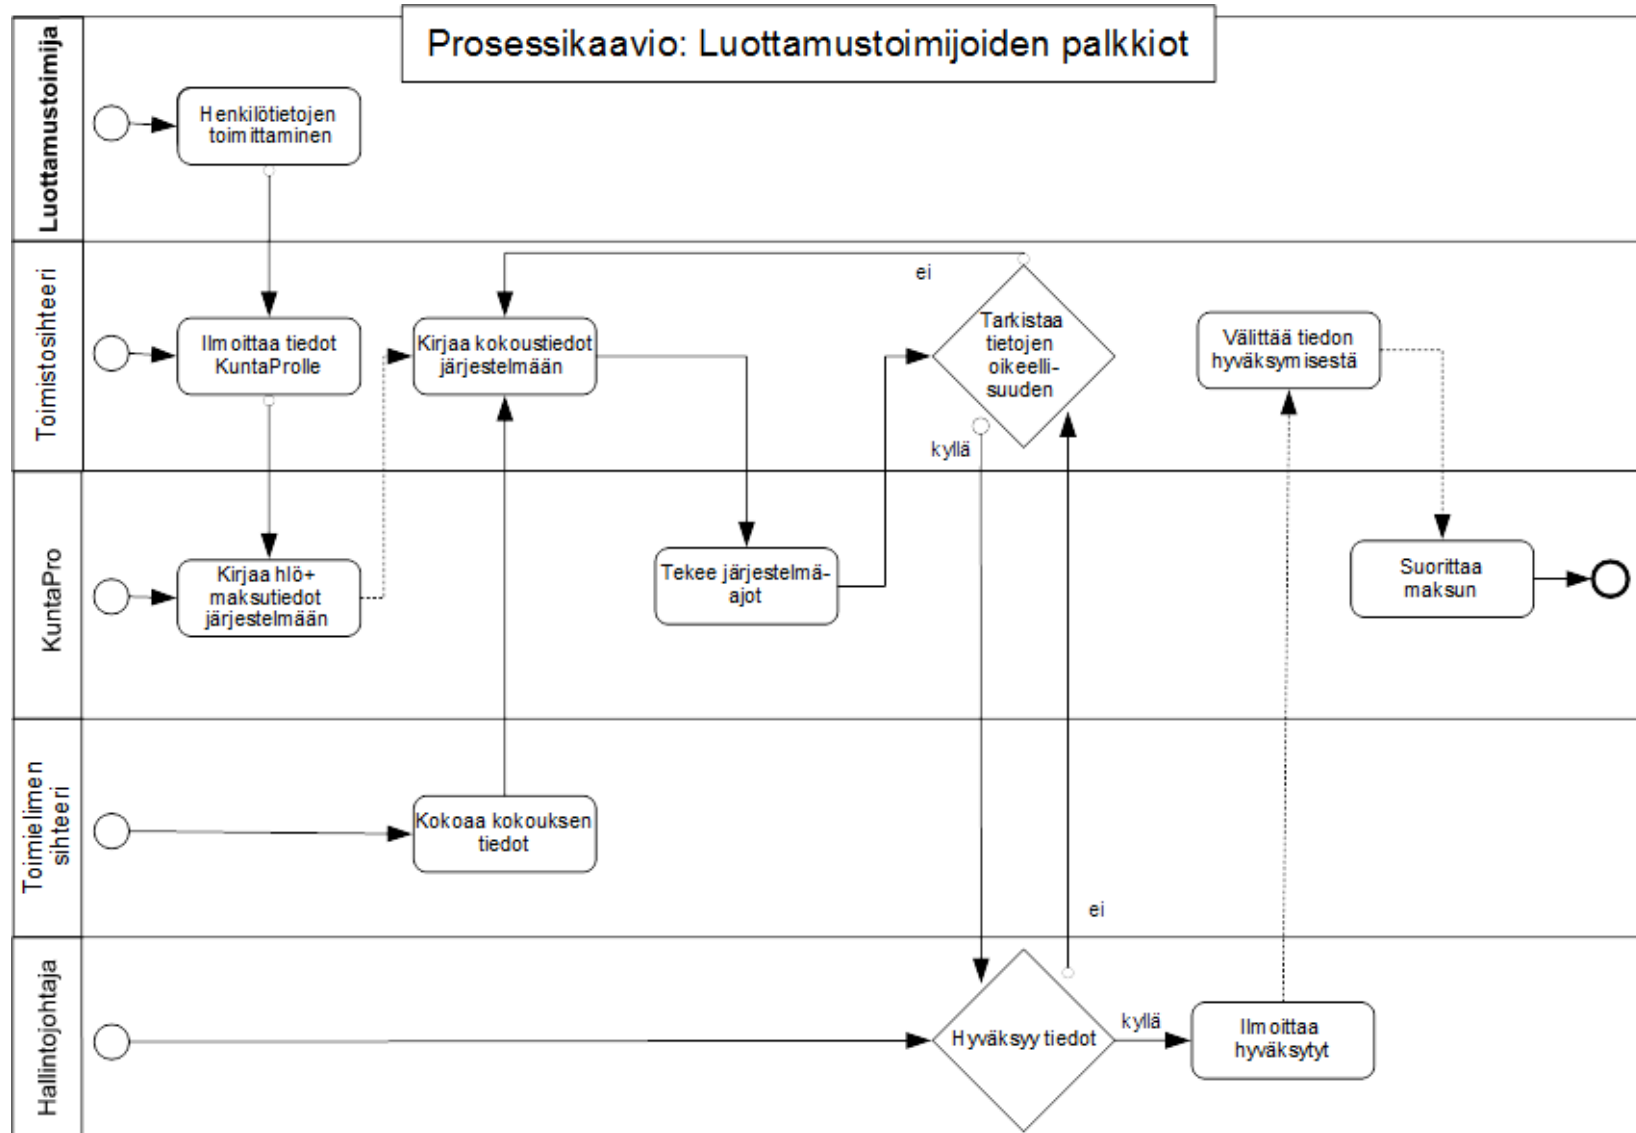 Prosessikaavio: Luottamustoimijoiden palkkiot
Luottamustoimija
Henkilötietojen
toimittaminen
Toimistosihteeri
Ilmoittaa tiedot
KuntaProlle
Kirjaa kokoustiedot
järjestelmään
ei
Tarkistaa
tietojen
oikeelli-
suuden
kyllä
Välittää tiedon
hyväksymisestä
KuntaPro
Kirjaa hlö+
maksutiedot
järjestelmään
Tekee järjestelmä-
ajot
Suorittaa
maksun
Toimielimen
sihteeri
Kokoaa kokouksen
tiedot
ei
Hallintojohtaja
Hyväksyy tiedot
kyllä
Ilmoittaa
hyväksytyt